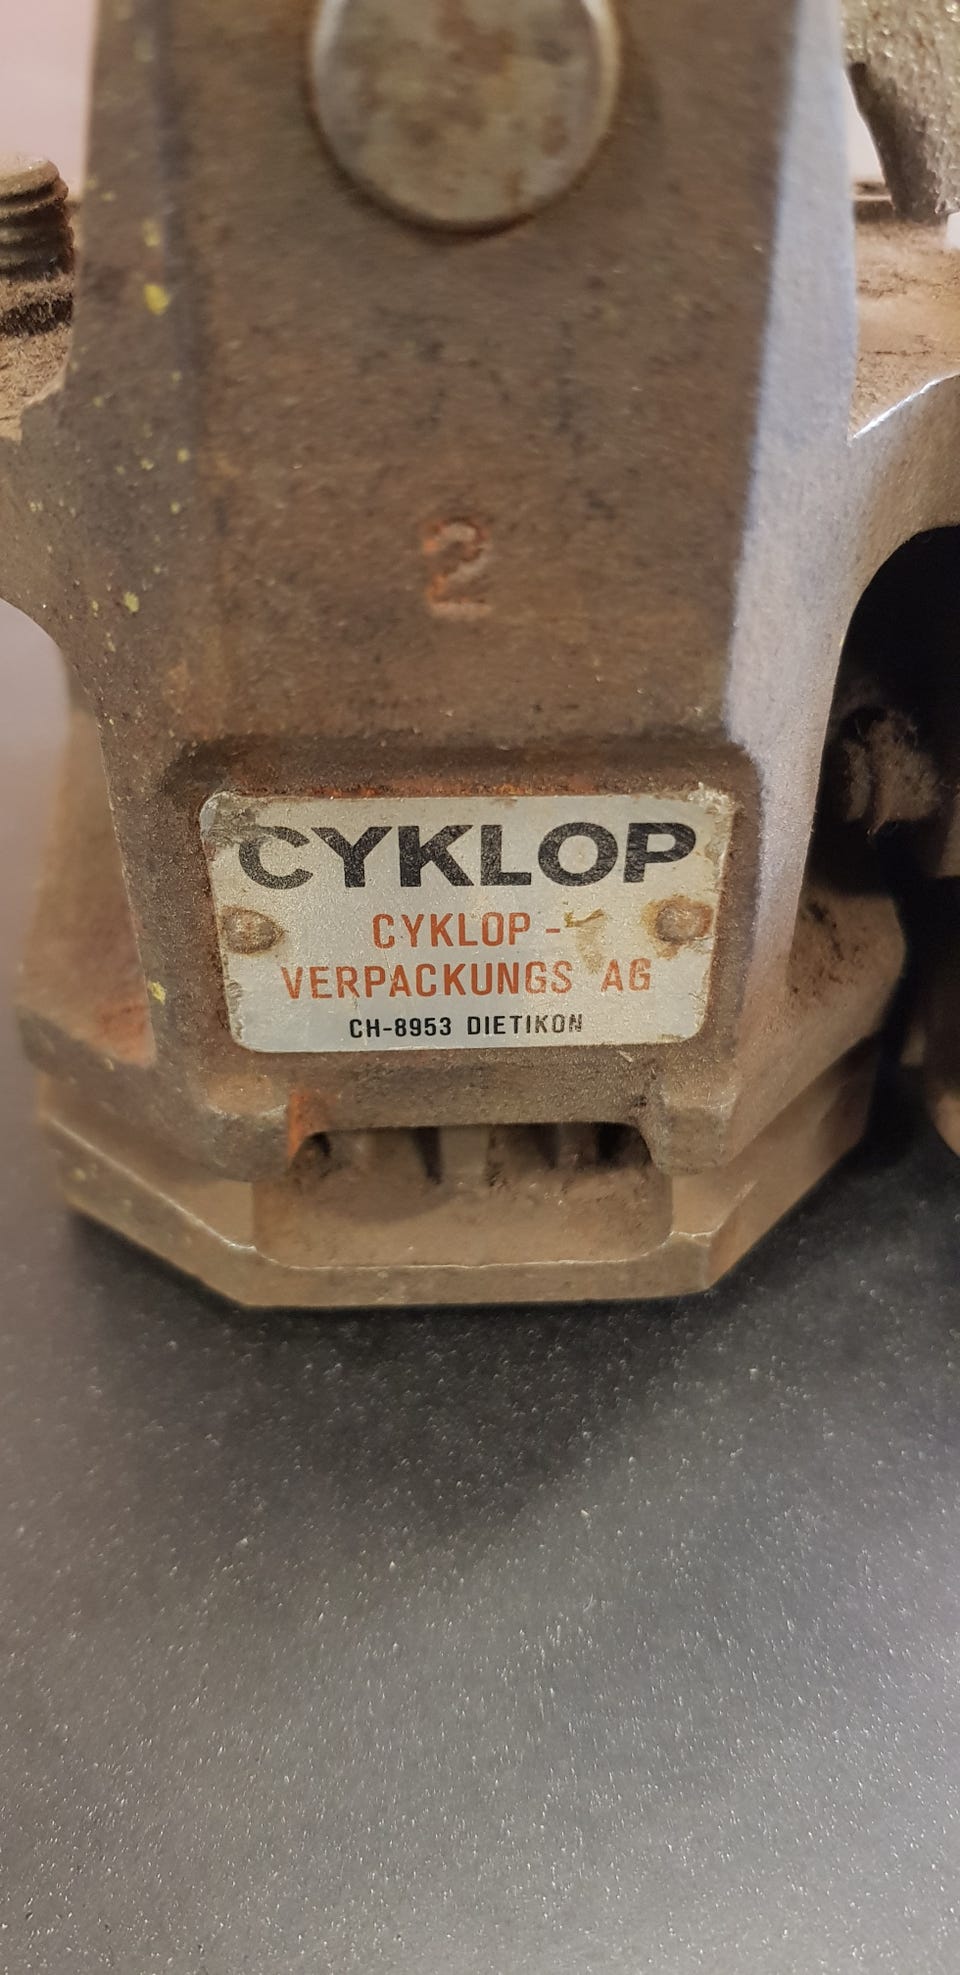 2
CYKLOP
CYKLOP-
VERPACKUNGS AG
CH-8953 DIETIKON